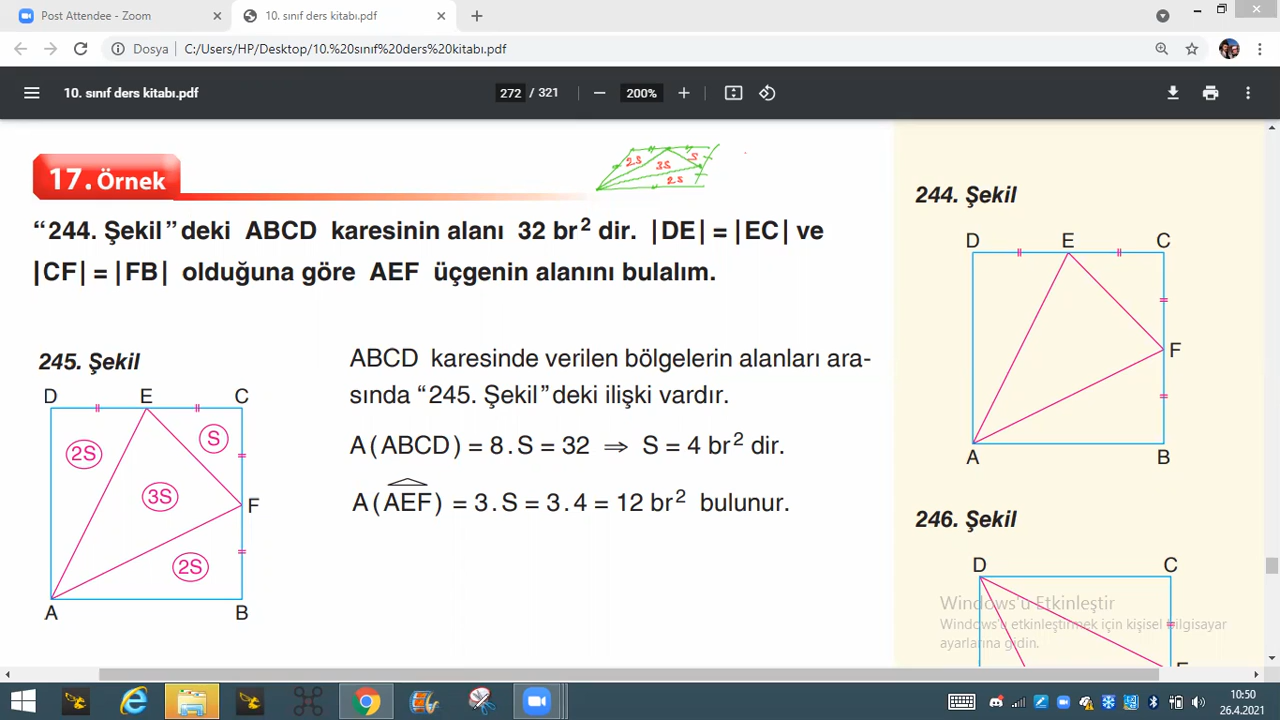 Post Attendee - Zoom
10. sınıf ders kitabı.pdf
Dosya
C:/Users/HP/Desktop/10.%20sınıf%20ders%20kitabı.pdf
10. sınıf ders kitabı.pdf
272 / 321
200%
17. Örnek
2S
3S
S
2S
“244. Şekil”deki ABCD karesinin alanı 32 br² dir. |DE| = |EC| ve
|CF| = |FB| olduğuna göre AEF üçgenin alanını bulalım.
245. Şekil
D E C
2S
S
3S
F
2S
A B
ABCD karesinde verilen bölgelerin alanları ara-
sında “245. Şekil”deki ilişki vardır.
A(ABCD) = 8.S = 32 ⇒ S = 4 br² dir.
A(AEF) = 3.S = 3.4 = 12 br² bulunur.
244. Şekil
D E C
F
A B
246. Şekil
D C
Windows'u Etkinleştir
Windows'u etkinleştirmek için kişisel bilgisayar
ayarlarına gidin.
10:50
26.4.2021